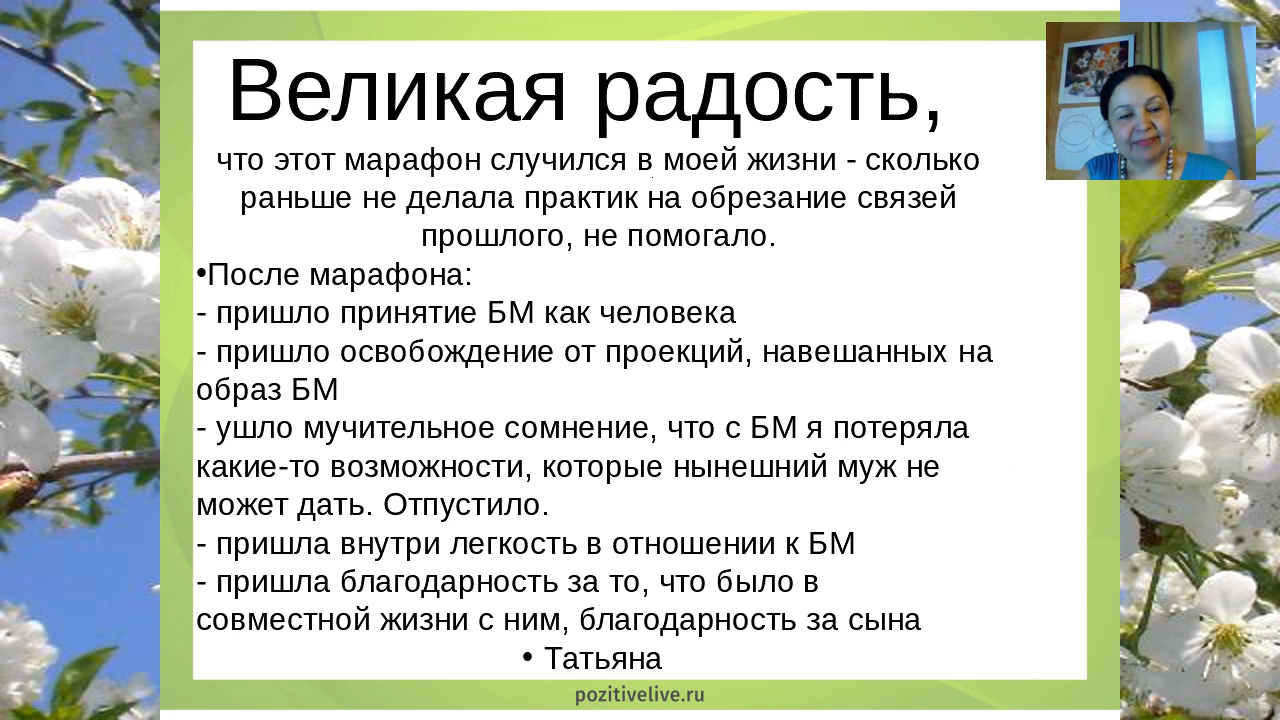 Великая радость,
что этот марафон случился в моей жизни - сколько
раньше не делала практик на обрезание связей
прошлого, не помогало.
•После марафона:
- пришло принятие БМ как человека
- пришло освобождение от проекций, навешанных на
образ БМ
- ушло мучительное сомнение, что с БМ я потеряла
какие-то возможности, которые нынешний муж не
может дать. Отпустило.
- пришла внутри легкость в отношении к БМ
- пришла благодарность за то, что было в
совместной жизни с ним, благодарность за сына
• Татьяна
pozitivelive.ru